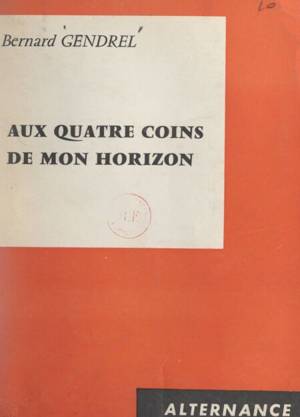 Bernard GENDREL
AUX QUATRE COINS
DE MON HORIZON
ALTERNANCE